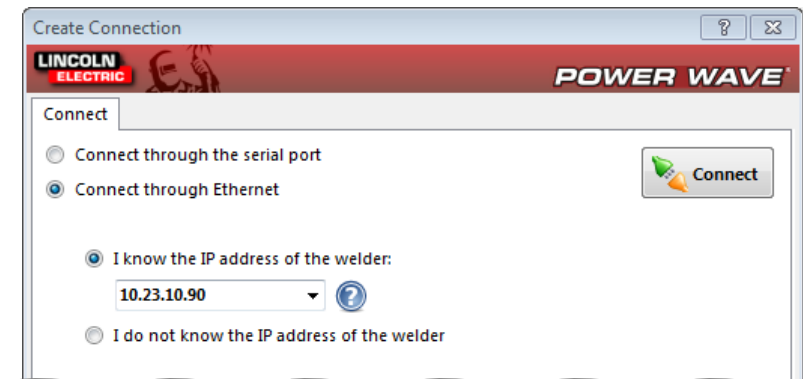 Create Connection
LINCOLN
ELECTRIC
POWER WAVE
Connect
Connect through the serial port
Connect
Connect through Ethernet
I know the IP address of the welder:
10.23.10.90
I do not know the IP address of the welder